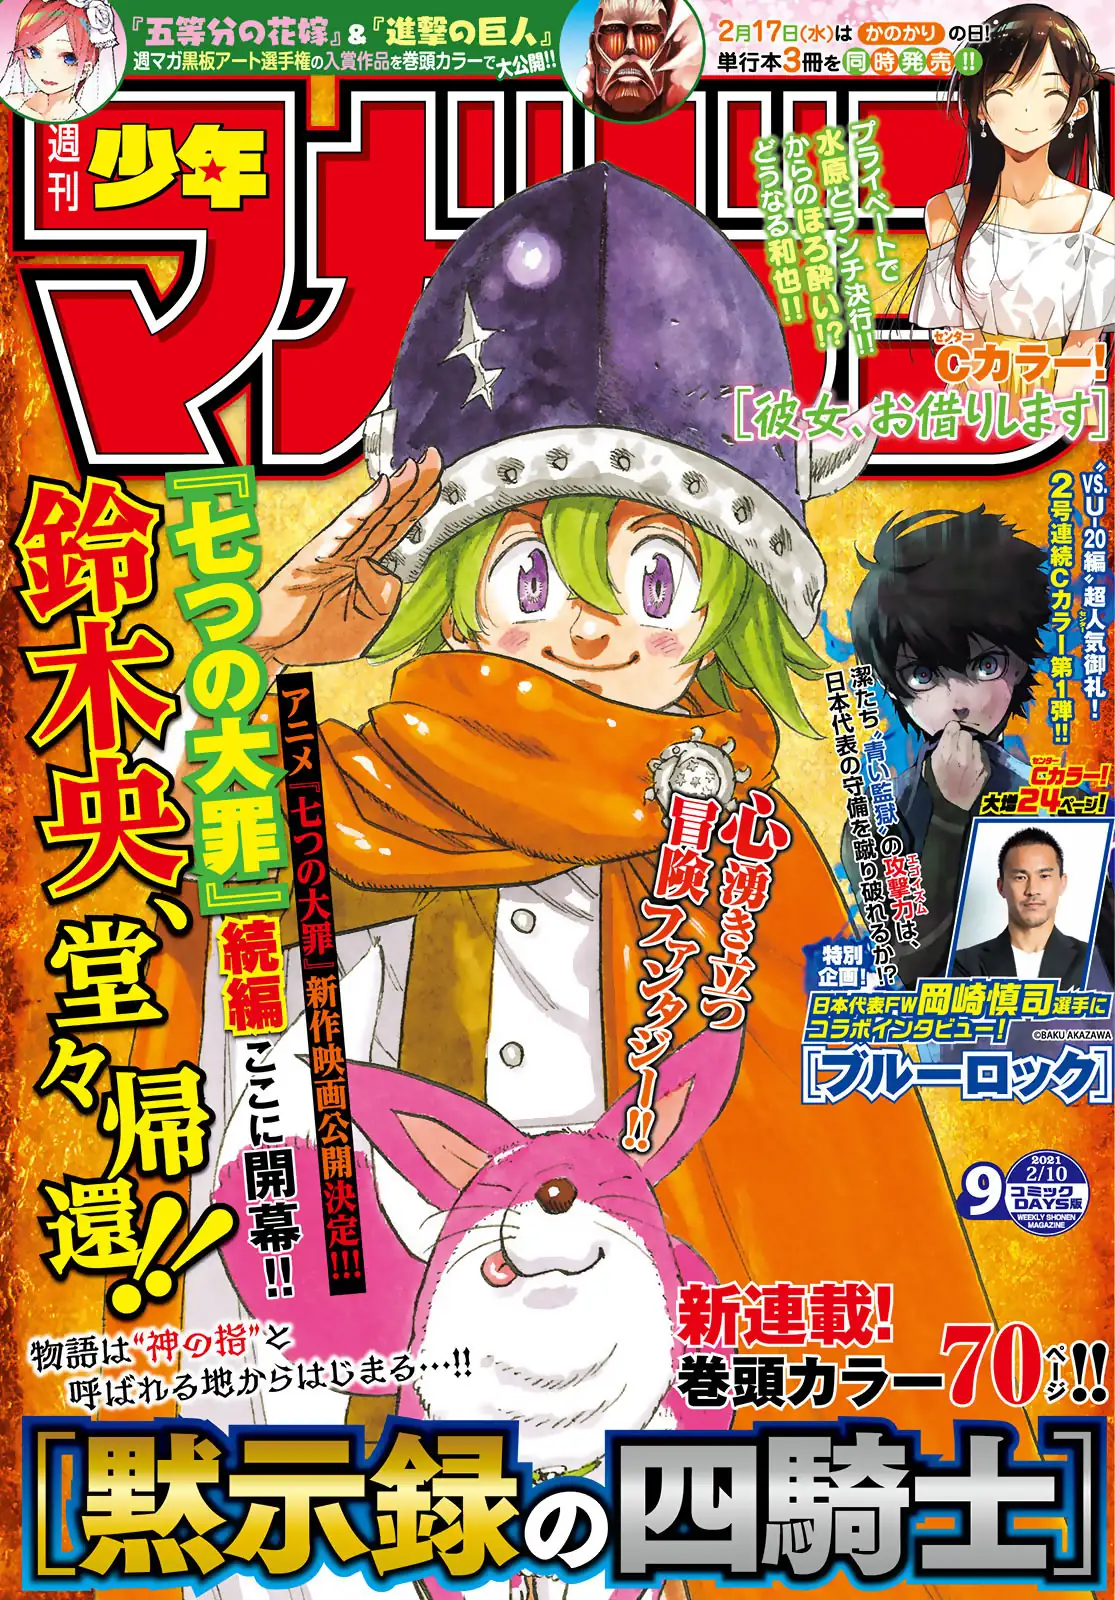 『五等分の花嫁』&『進撃の巨人』
週マガ黒板アート選手権の入賞作品を巻頭カラーで大公開!!
2月17日(水)は かのかり の日!
単行本3冊を同時発売!!
週刊
少年
マガジン
プライベートで
水原とランチ決行!!
からのほろ酔い!?
どうなる和也!!
センター
Cカラー!
[彼女、お借りします]
『七つの大罪』続編ここに開幕!!
鈴木央、堂々帰還!!
アニメ『七つの大罪』新作映画公開決定!!!
心湧き立つ
冒険ファンタジー!!
“VS.U-20編”超人気御礼!
2号連続Cカラー第1弾!!
センター
潔たち“青い監獄”の攻撃力は、
エゴイズム
日本代表の守備を蹴り破れるか!?
センター
Cカラー!
大増24ページ!
特別
企画!
日本代表FW岡崎慎司選手に
コラボインタビュー!
©BAKU AKAZAWA
[ブルーロック]
9
2021
2/10
コミック
DAYS版
WEEKLY SHONEN
MAGAZINE
物語は“神の指”と
呼ばれる地からはじまる…!!
新連載!
巻頭カラー70ページ!!
[黙示録の四騎士]